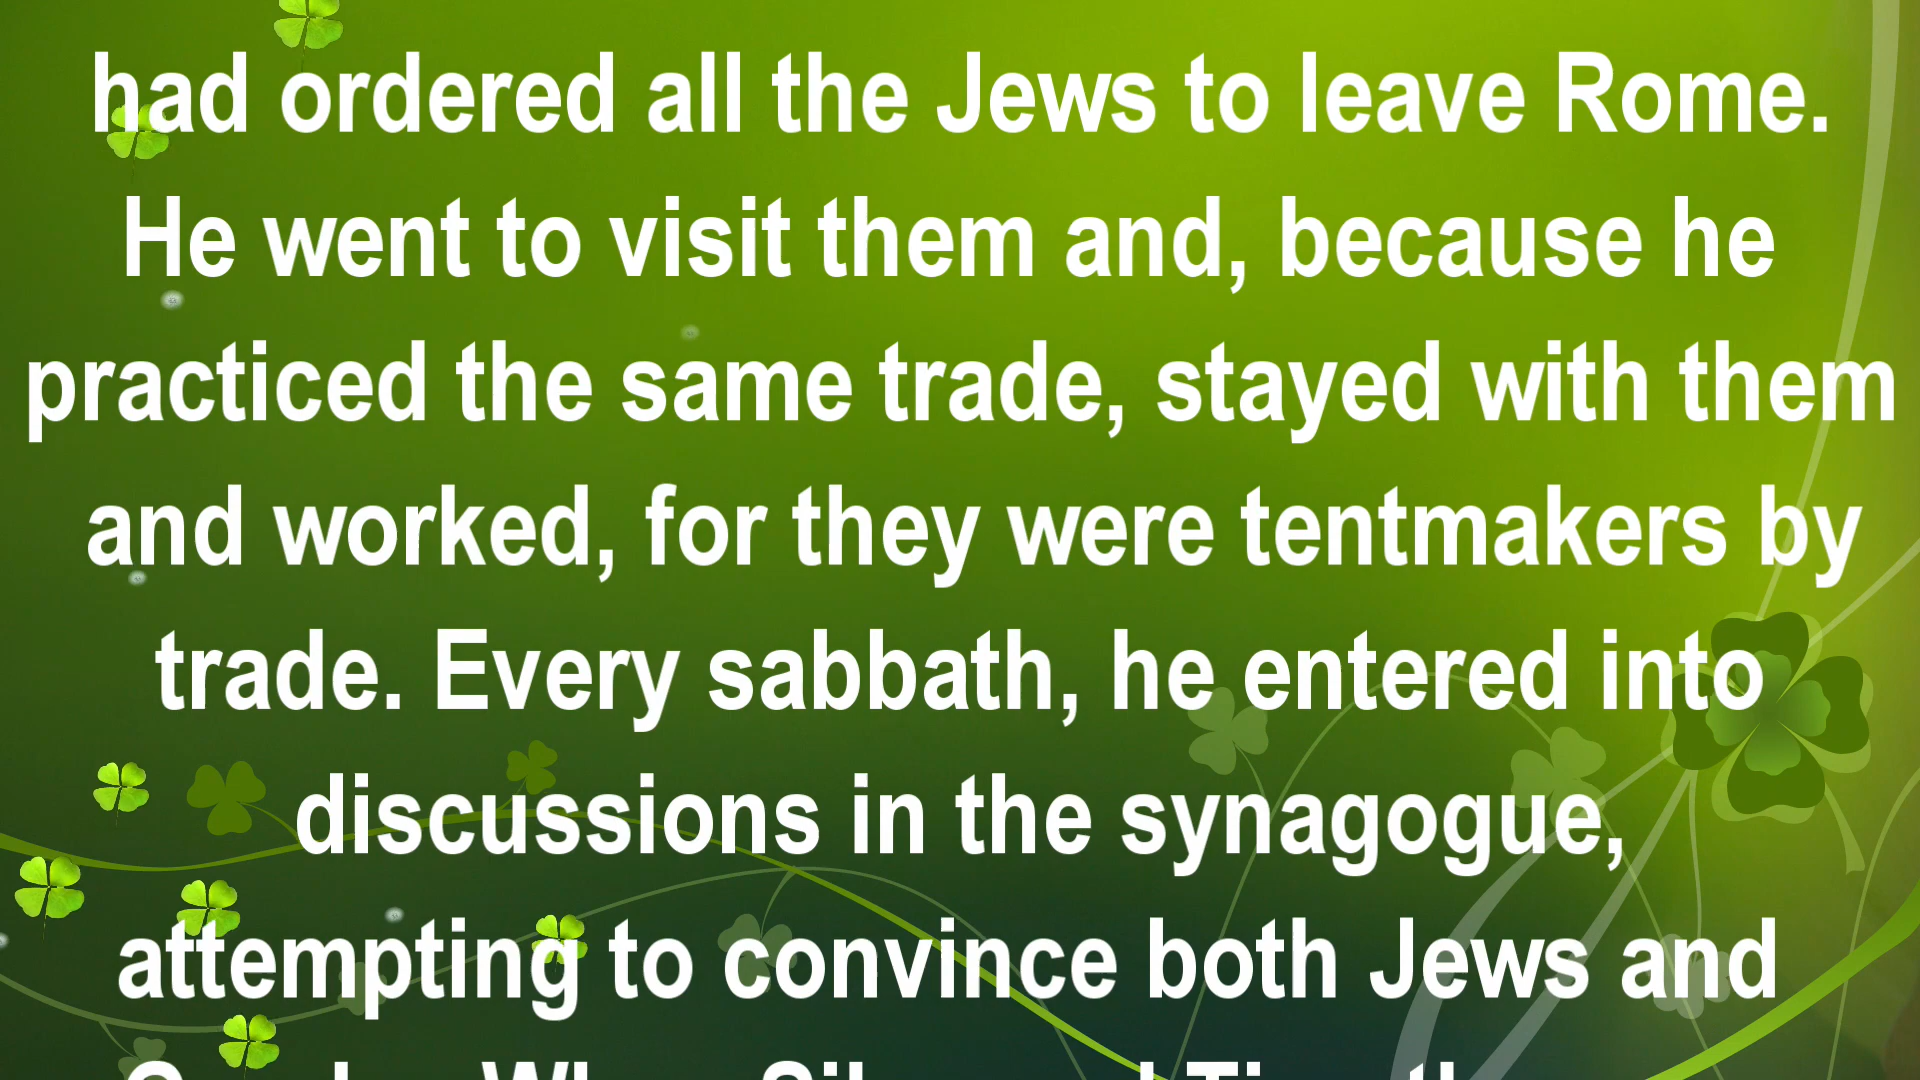 had ordered all the Jews to leave Rome.
He went to visit them and, because he
practiced the same trade, stayed with them
and worked, for they were tentmakers by
trade. Every sabbath, he entered into
discussions in the synagogue,
attempting to convince both Jews and